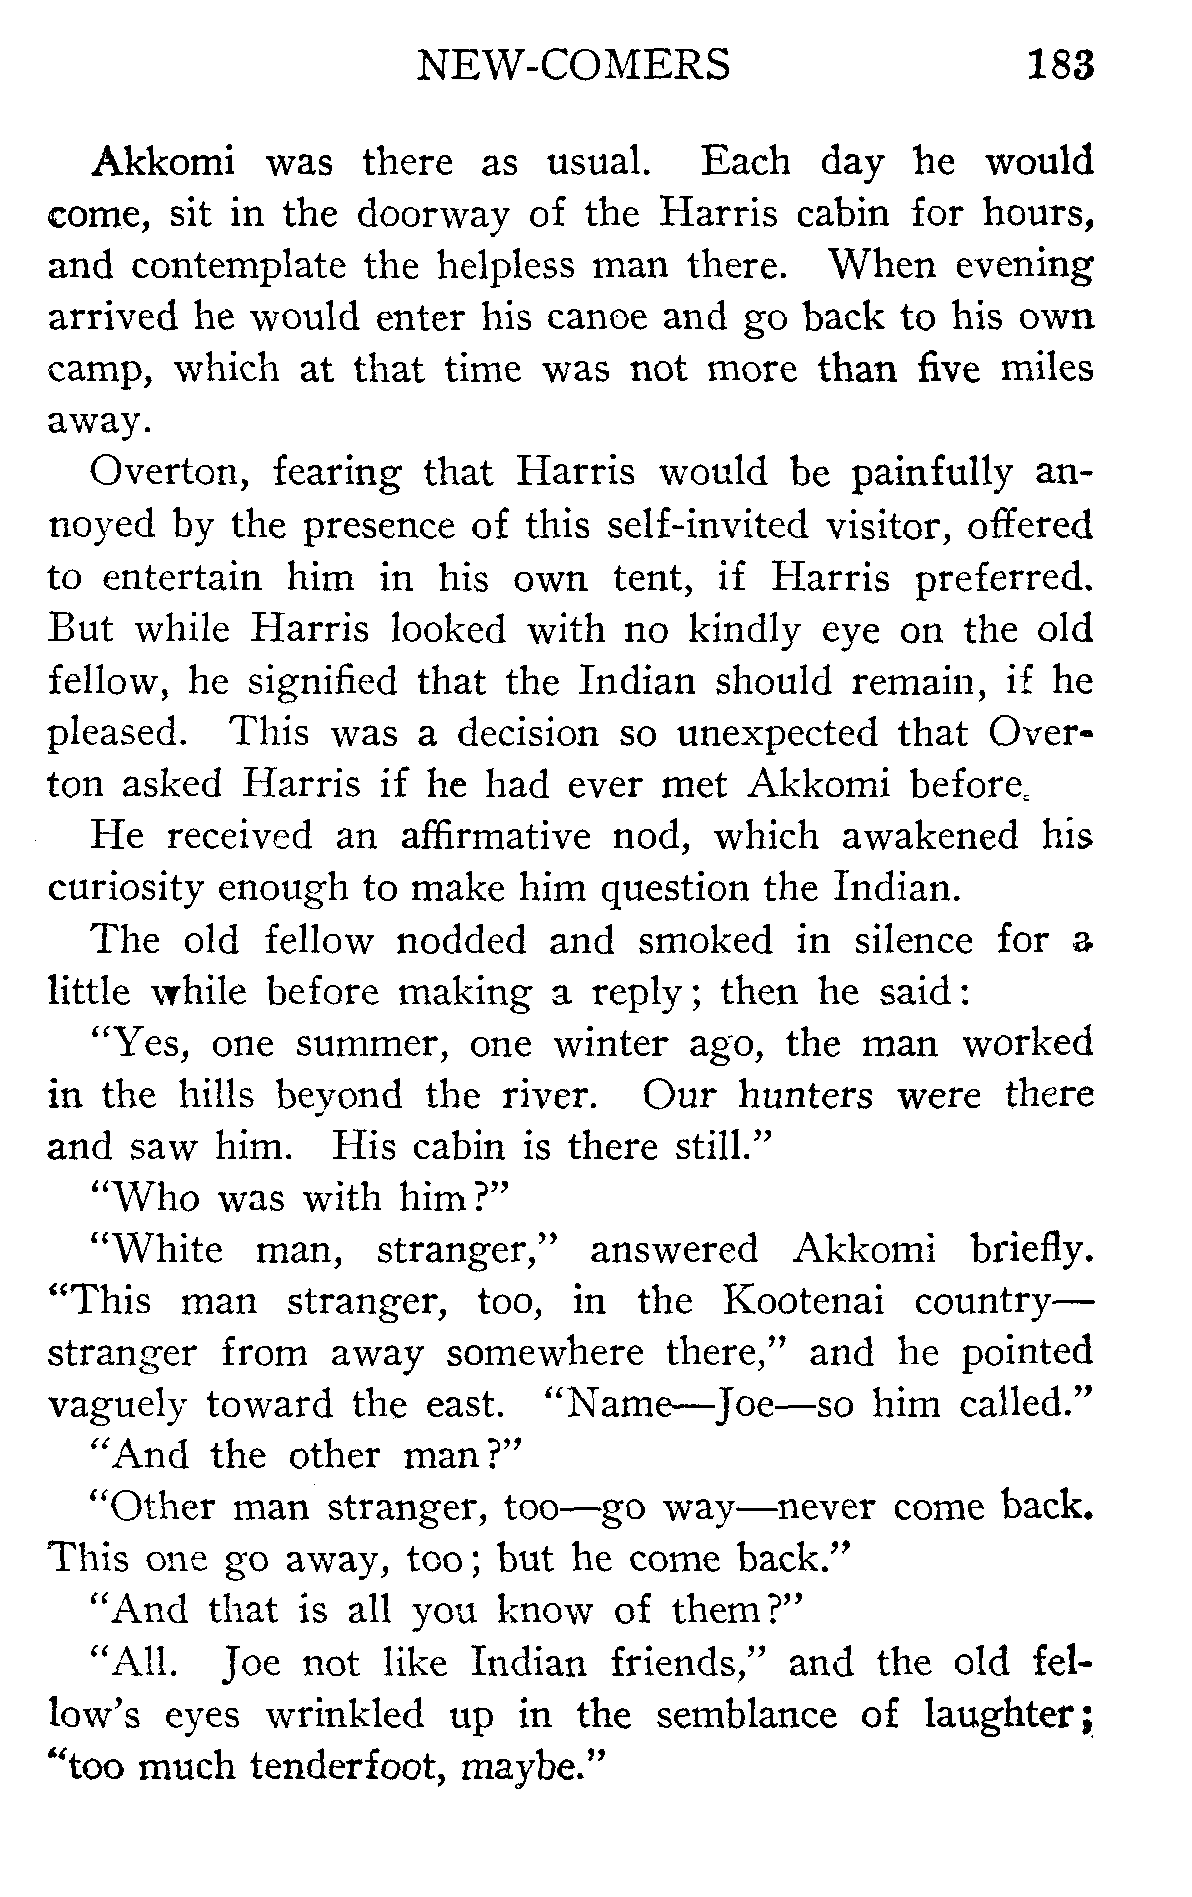 NEW-COMERS 183
Akkomi was there as usual. Each day he would
come, sit in the doorway of the Harris cabin for hours,
and contemplate the helpless man there. When evening
arrived he would enter his canoe and go back to his own
camp, which at that time was not more than five miles
away.
Overton, fearing that Harris would be painfully an-
noyed by the presence of this self-invited visitor, offered
to entertain him in his own tent, if Harris preferred.
But while Harris looked with no kindly eye on the old
fellow, he signified that the Indian should remain, if he
pleased. This was a decision so unexpected that Over-
ton asked Harris if he had ever met Akkomi before.
He received an affirmative nod, which awakened his
curiosity enough to make him question the Indian.
The old fellow nodded and smoked in silence for a
little while before making a reply; then he said:
“Yes, one summer, one winter ago, the man worked
in the hills beyond the river. Our hunters were there
and saw him. His cabin is there still.”
“Who was with him?”
“White man, stranger,” answered Akkomi briefly.
“This man stranger, too, in the Kootenai country—
stranger from away somewhere there,” and he pointed
vaguely toward the east. “Name—Joe—so him called.”
“And the other man?”
“Other man stranger, too—go way—never come back.
This one go away, too; but he come back.”
“And that is all you know of them?”
“All. Joe not like Indian friends,” and the old fel-
low’s eyes wrinkled up in the semblance of laughter;
“too much tenderfoot, maybe.”